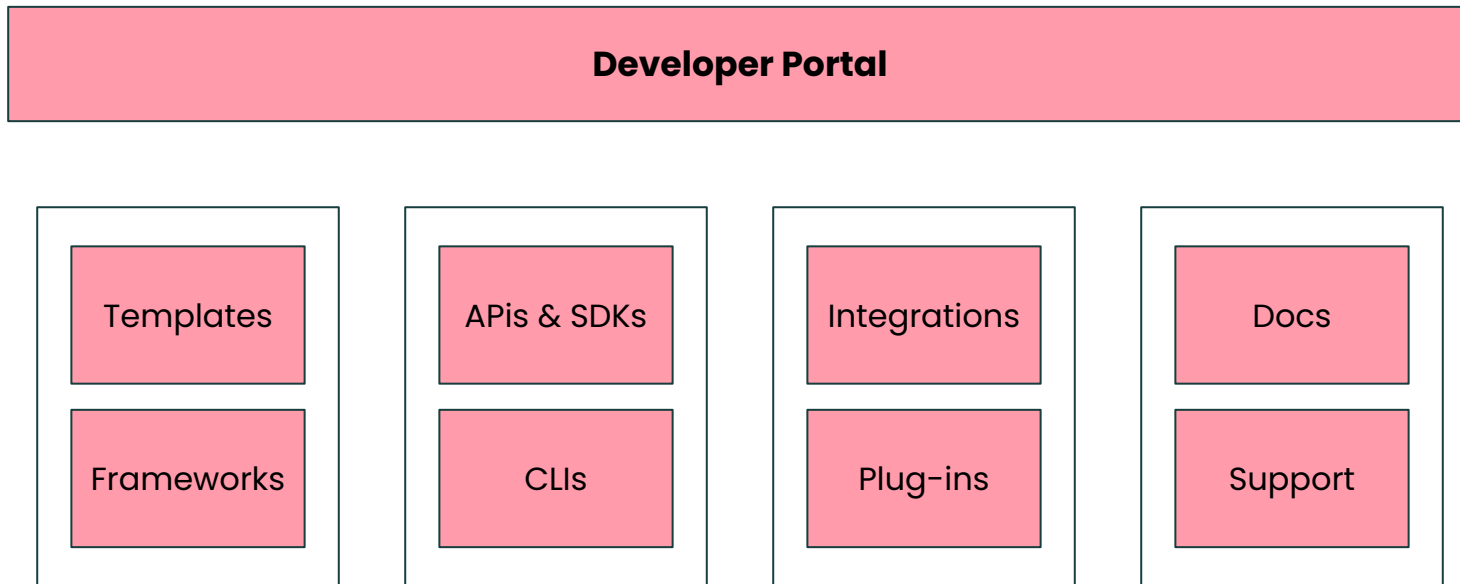 Developer Portal
Templates
APis & SDKs
Integrations
Docs
Frameworks
CLIs
Plug-ins
Support